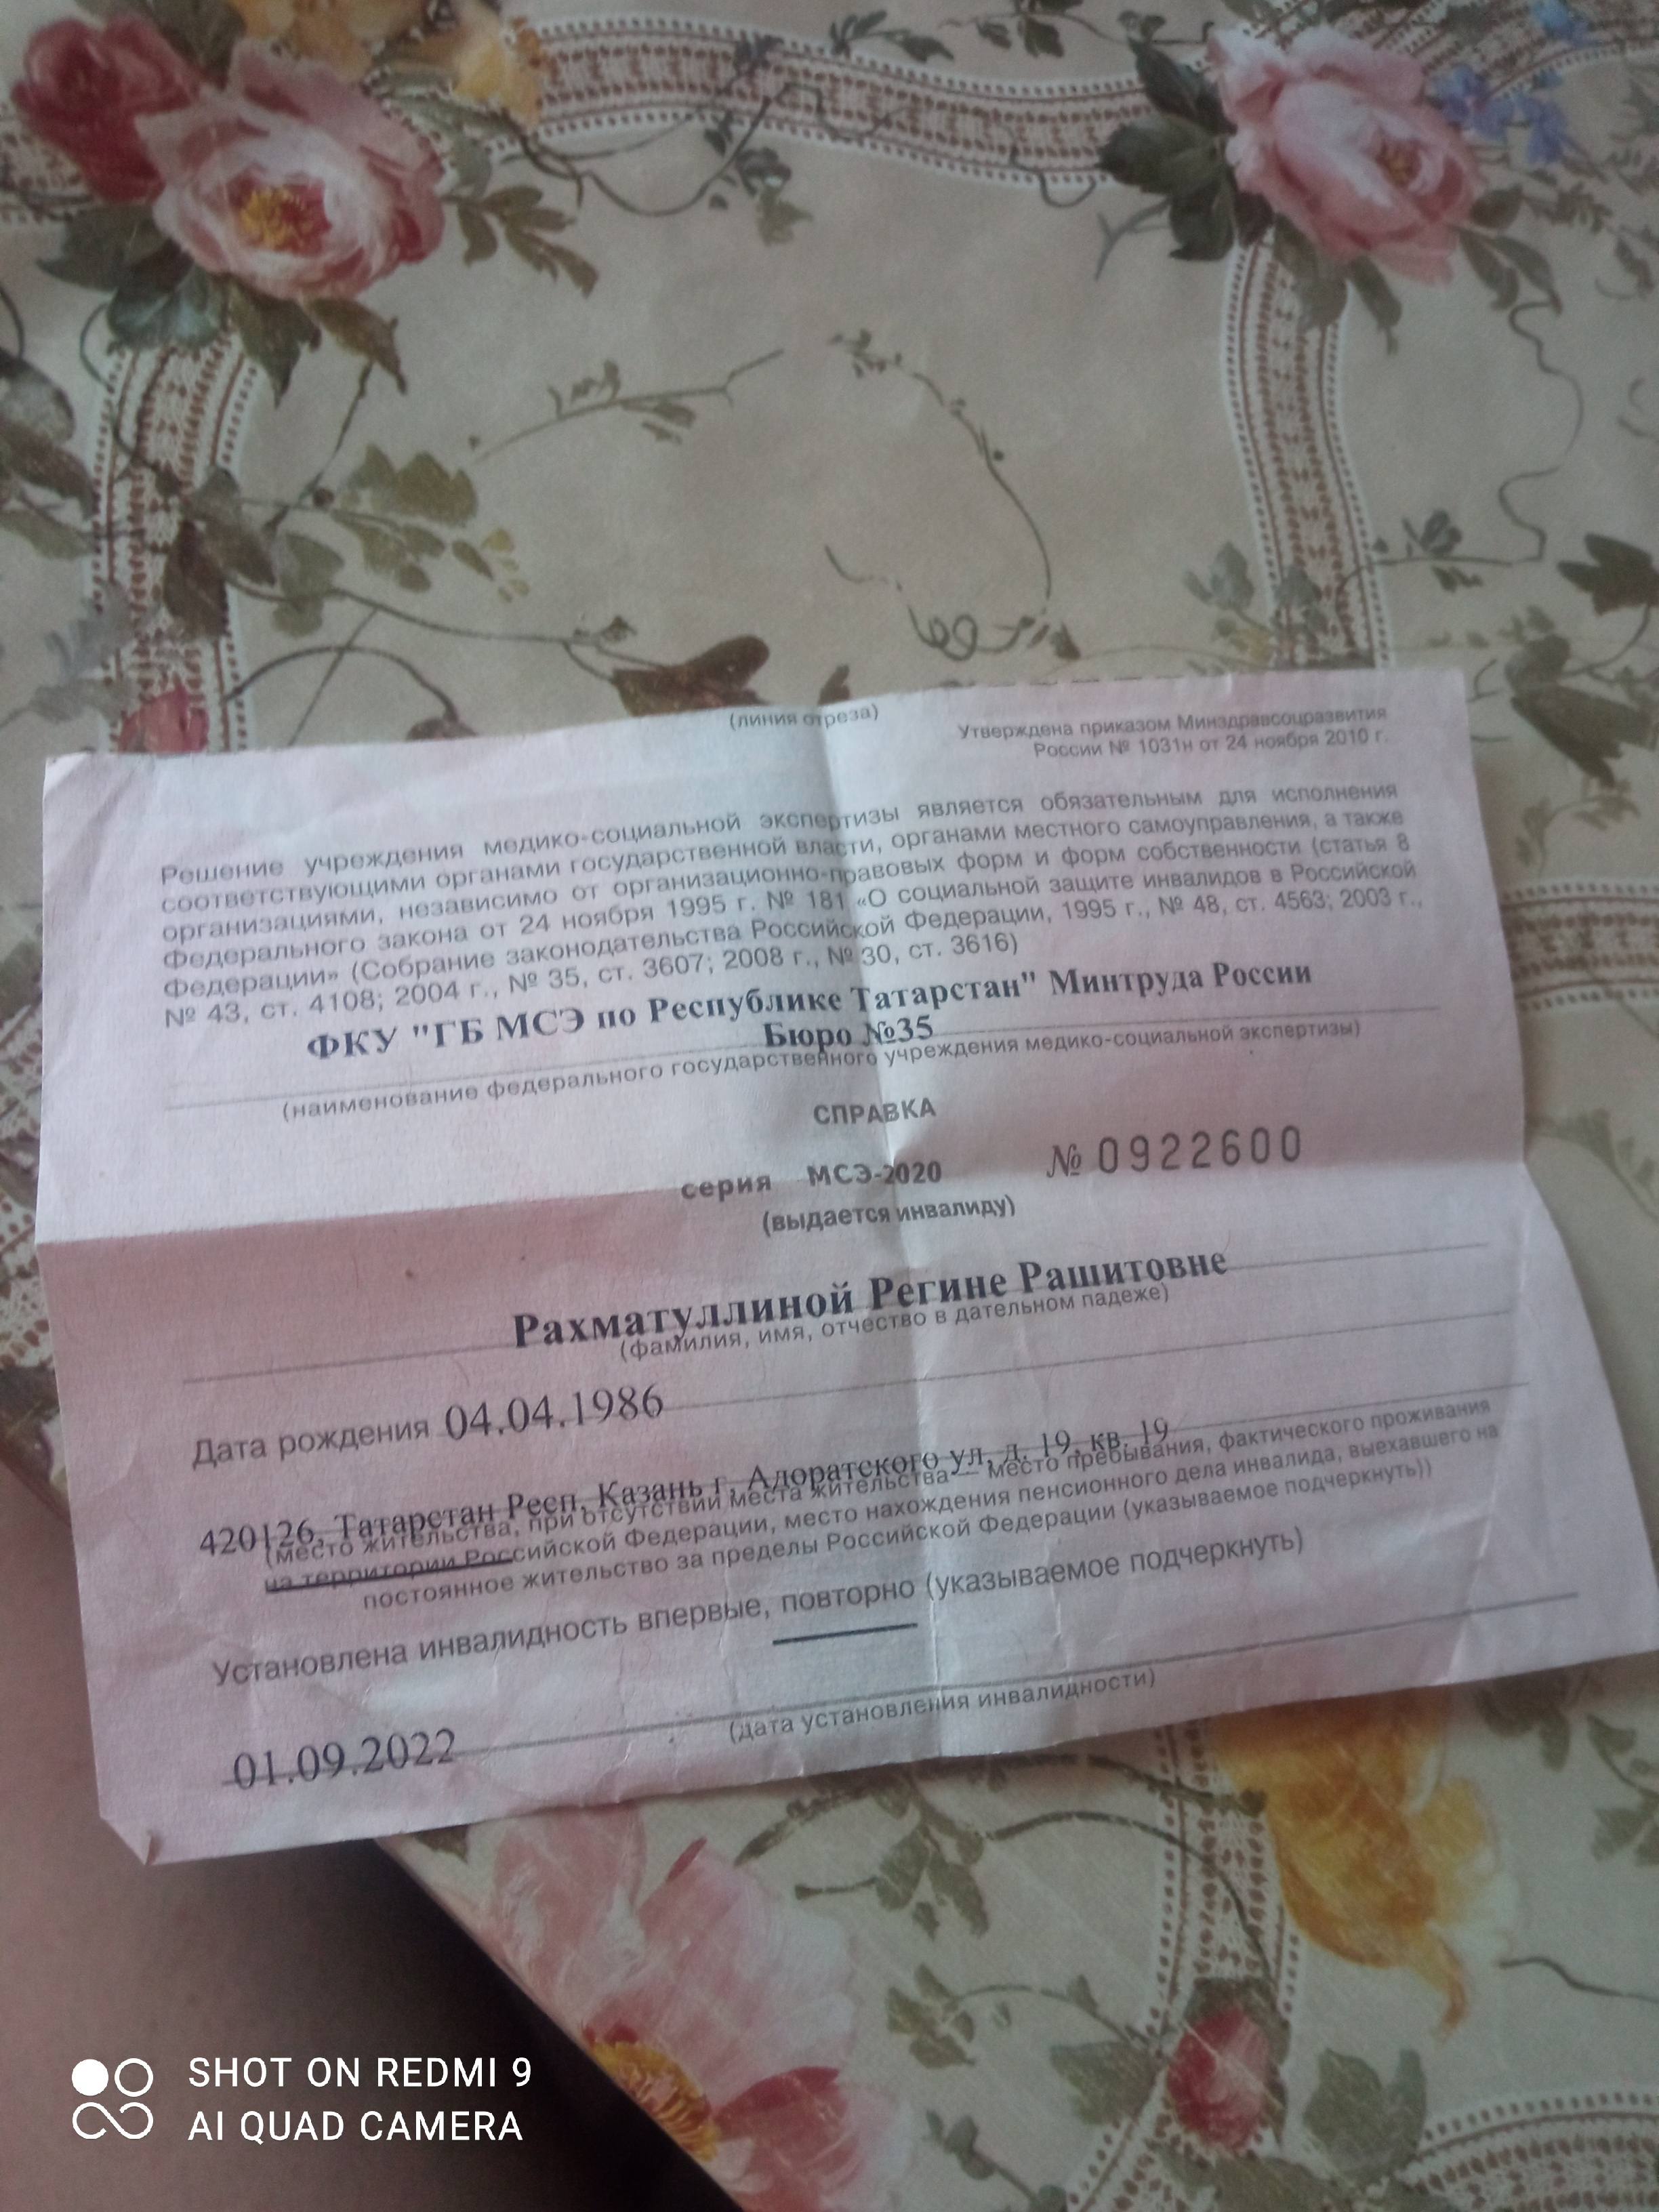 (линия отреза)
Утверждена приказом Минздравсоцразвития
России № 1031н от 24 ноября 2010 г.
Решение учреждения медико-социальной экспертизы является обязательным для исполнения
соответствующими органами государственной власти, органами местного самоуправления, а также
организациями, независимо от организационно-правовых форм и форм собственности (статья 8
Федерального закона от 24 ноября 1995 г. № 181 «О социальной защите инвалидов в Российской
Федерации» (Собрание законодательства Российской Федерации, 1995 г., № 48, ст. 4563; 2003 г.,
№ 43, ст. 4108; 2004 г., № 35, ст. 3607; 2008 г., № 30, ст. 3616)
ФКУ "ГБ МСЭ по Республике Татарстан" Минтруда России
Бюро №35
(наименование федерального государственного учреждения медико-социальной экспертизы)
СПРАВКА
серия МСЭ-2020 № 0922600
(выдается инвалиду)
Рахматуллиной Регине Рашитовне
(фамилия, имя, отчество в дательном падеже)
Дата рождения 04.04.1986
420126, Татарстан Респ, Казань г, Адоратского ул, д. 19, кв. 19
(место жительства, при отсутствии места жительства — место пребывания, фактического проживания
на территории Российской Федерации, место нахождения пенсионного дела инвалида, выехавшего на
постоянное жительство за пределы Российской Федерации (указываемое подчеркнуть))
Установлена инвалидность впервые, повторно (указываемое подчеркнуть)
01.09.2022
(дата установления инвалидности)
SHOT ON REDMI 9
AI QUAD CAMERA